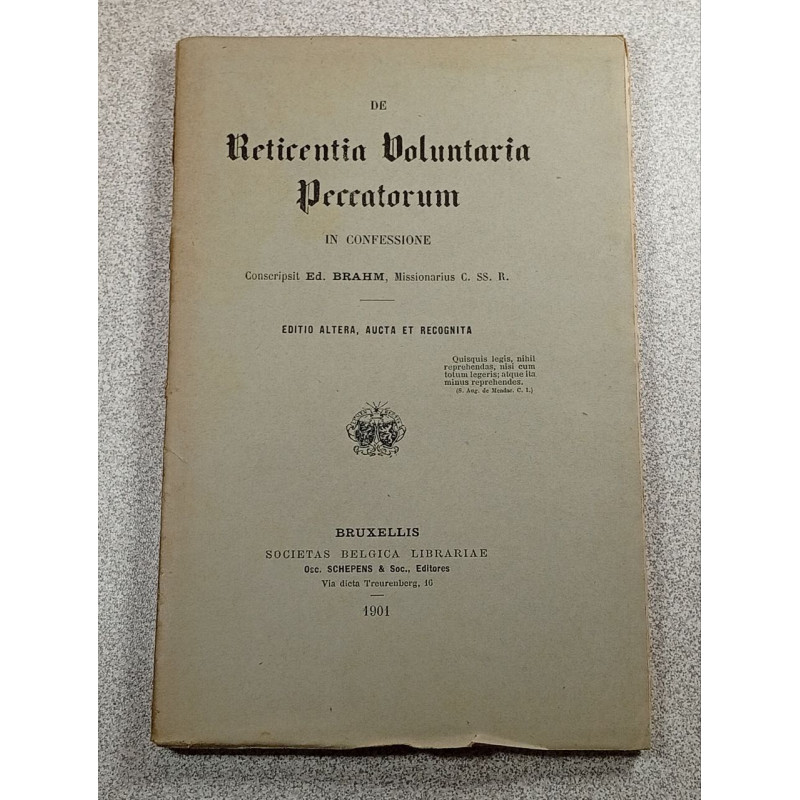 DE
Reticentia Voluntaria
Peccatorum
IN CONFESSIONE
Conscripsit Ed. BRAHM, Missionarius C. SS. R.
EDITIO ALTERA, AUCTA ET RECOGNITA
Quisquis legis, nihil
reprehendas, nisi cum
totum legeris; atque ita
minus reprehendes.
(S. Aug. de Mendac. C. 1.)
BRUXELLIS
SOCIETAS BELGICA LIBRARIAE
Osc. SCHEPENS & Soc., Editores
Via dicta Treurenberg, 16
1901